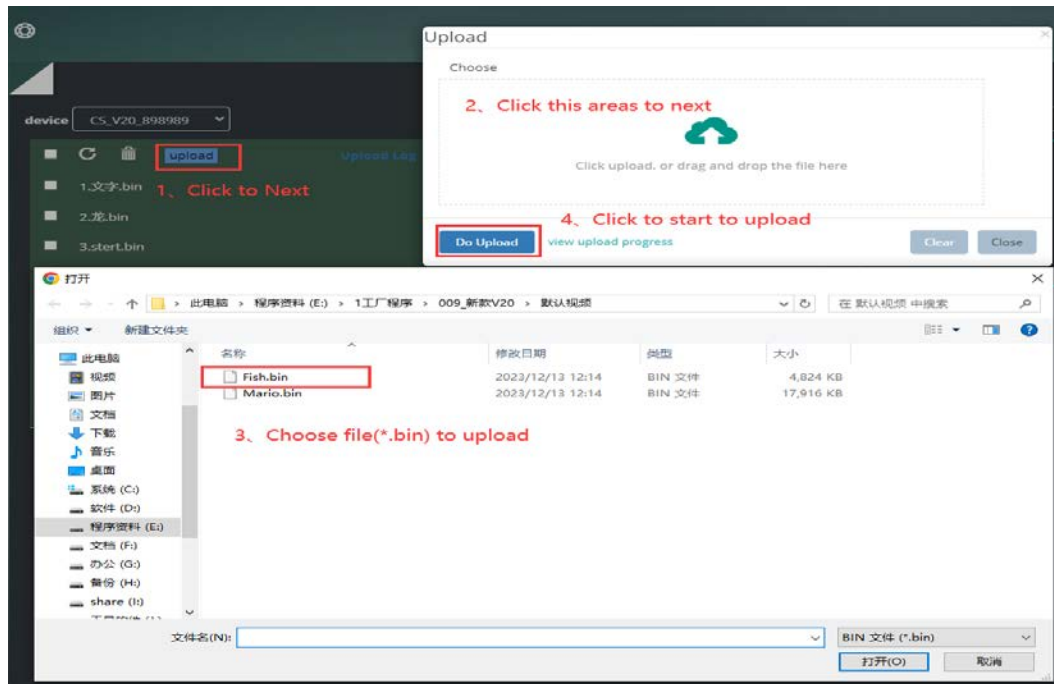 Upload
Choose
2、Click this areas to next
device CS_V20_898989
upload Upload Log
Click upload, or drag and drop the file here
1.文字.bin
1、Click to Next
2.龙.bin
4、Click to start to upload
3.stert.bin
Do Upload view upload progress Clear Close
打开
此电脑 › 程序资料 (E:) › 1工厂程序 › 009_新款V20 › 默认视频
在 默认视频 中搜索
组织 新建文件夹
此电脑
名称 修改日期 类型 大小
视频
Fish.bin 2023/12/13 12:14 BIN 文件 4,824 KB
图片
Mario.bin 2023/12/13 12:14 BIN 文件 17,916 KB
文档
下载
3、Choose file(*.bin) to upload
音乐
桌面
系统 (C:)
软件 (D:)
程序资料 (E:)
文档 (F:)
办公 (G:)
备份 (H:)
share (I:)
文件名(N): BIN 文件 (*.bin)
打开(O) 取消